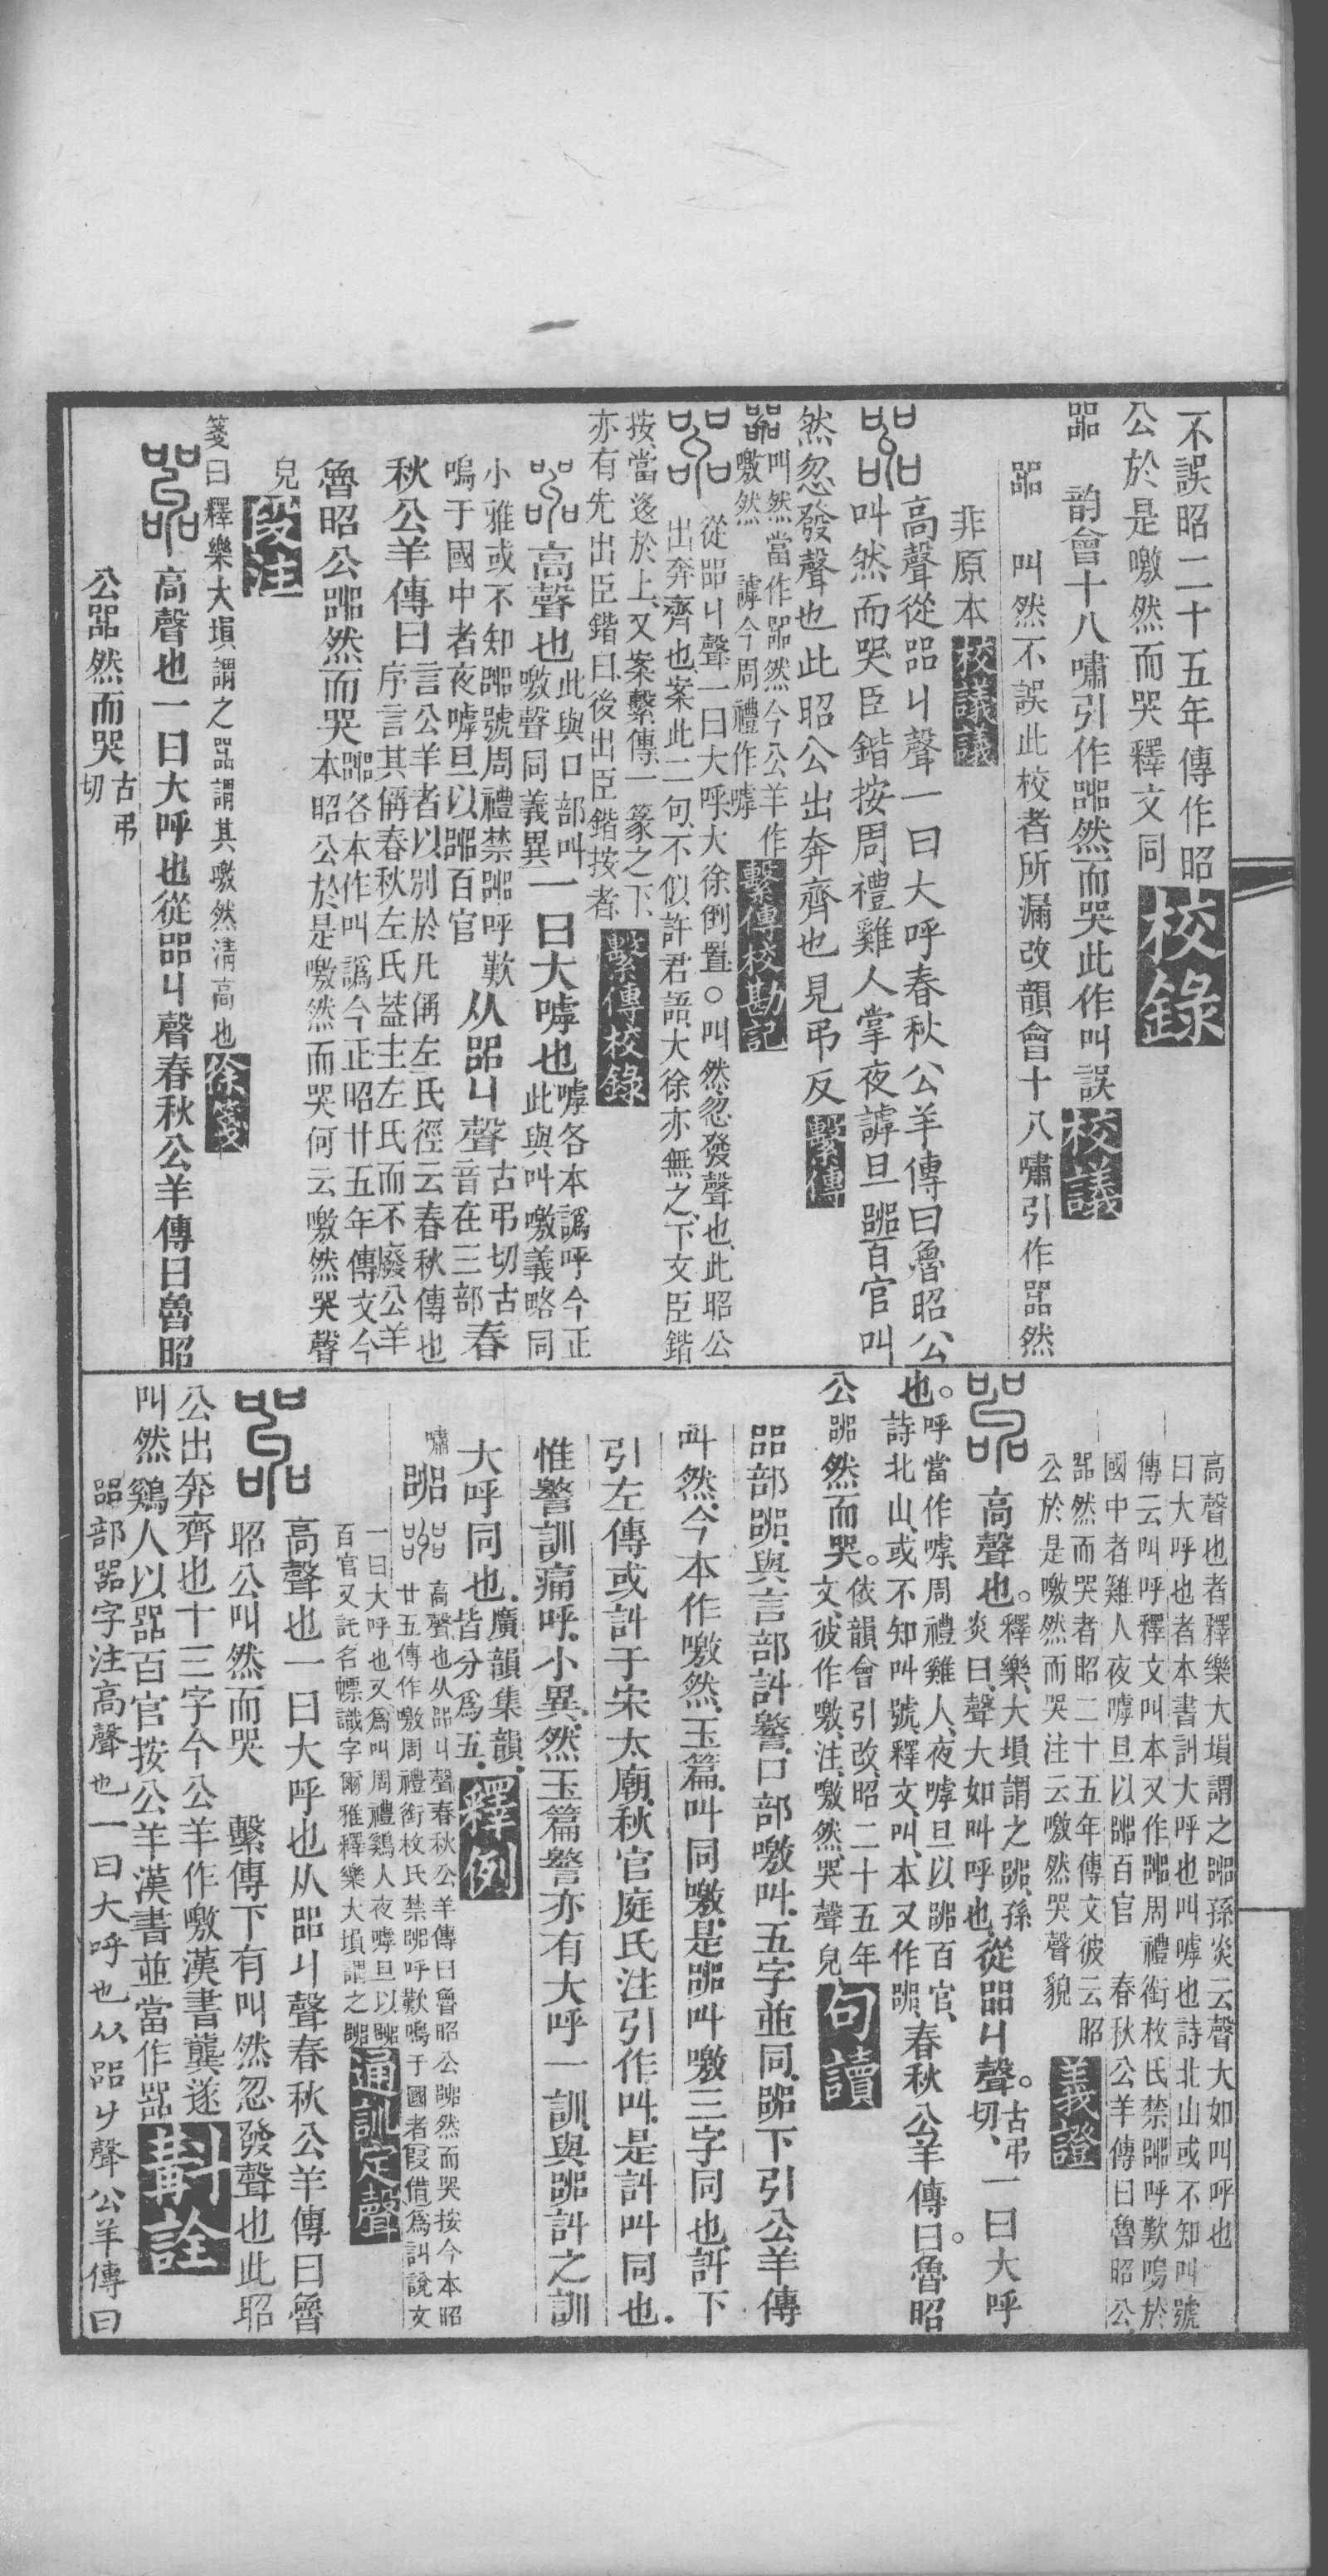 不誤昭二十五年傳作昭
公於是噭然而哭釋文同 校錄
㗊 韵會十八嘯引作嘂然而哭此作叫誤 校議
㗊 叫然不誤此校者所漏改韻會十八嘯引作㗊然
非原本 校議議
高聲從㗊丩聲一曰大呼春秋公羊傳曰魯昭公
叫然而哭臣鍇按周禮雞人掌夜謼旦嘂百官叫
然忽發聲也此昭公出奔齊也見弔反 繫傳
叫然當作㗊然今公羊作
噭然 謼今周禮作嘑 繫傳校勘記
從㗊丩聲一曰大呼大徐倒置○叫然忽發聲也此昭公
出奔齊也案此二句不似許君語大徐亦無之下文臣鍇
按當逐於上又案繫傳一篆之下
亦有先出臣鍇曰後出臣鍇按者 繫傳校錄
高聲也 此與口部叫
噭聲同義異 一曰大嘑也 嘑各本譌呼今正
此與叫噭義略同
小雅或不知嘂號周禮禁嘂呼歎
嗚于國中者夜嘑旦以嘂百官 从㗊丩聲 古弔切古
音在三部 春
秋公羊傳曰 言公羊者以別於凡偁左氏徑云春秋傳也
序言其偁春秋左氏葢主左氏而不廢公羊
魯昭公嘂然而哭 嘂各本作叫譌今正昭廿五年傳文今
本昭公於是噭然而哭何云噭然哭聲
皃 段注
箋曰釋樂大塤謂之㗊謂其噭然淸高也 徐箋
高聲也一曰大呼也從㗊丩聲春秋公羊傳曰魯昭
公㗊然而哭 古弔
切
高聲也者釋樂大塤謂之嘂孫炎云聲大如叫呼也
曰大呼也者本書訆大呼也叫嘑也詩北山或不知叫號
傳云叫呼釋文叫本又作嘂周禮銜枚氏禁嘂呼歎嗚於
國中者雞人夜嘑旦以嘂百官 春秋公羊傳曰魯昭公
㗊然而哭者昭二十五年傳文彼云昭
公於是噭然而哭注云噭然哭聲貌 義證
高聲也。 釋樂、大塤謂之嘂、孫
炎曰、聲大如叫呼也、 從㗊丩聲。 古弔
切、 一曰大呼
也。 呼當作嘑、周禮雞人、夜嘑旦以嘂百官、
詩北山、或不知叫號、釋文、叫、本又作嘂、 春秋公羊傳曰。魯昭
公嘂然而哭。 依韻會引改、昭二十五年
文、彼作噭、注、噭然、哭聲皃、 句讀
㗊部嘂、與言部訆䜘、口部噭叫、五字並同、嘂下引公羊傳
叫然、今本作噭然、玉篇、叫同噭、是嘂叫噭三字同也、訆下
引左傳或訆于宋太廟、秋官庭氏注引作叫、是訆叫同也、
惟䜘訓痛呼、小異、然玉篇䜘亦有大呼一訓、與嘂訆之訓
大呼同也、 廣韻集韻、
皆分爲五、 釋例
嘯 嘂 高聲也从㗊丩聲春秋公羊傳曰魯昭公嘂然而哭按今本昭
廿五傳作噭周禮銜枚氏禁嘂呼歎鳴于國者叚借爲訆說文
一曰大呼也又爲叫周禮鷄人夜嘑旦以嘂
百官又託名幖識字爾雅釋樂大塤謂之嘂 通訓定聲
高聲也一曰大呼也从㗊丩聲春秋公羊傳曰魯
昭公叫然而哭 繫傳下有叫然忽發聲也此昭
公出奔齊也十三字今公羊作噭漢書龔遂
叫然 鷄人以㗊百官按公羊漢書並當作㗊 斠詮
㗊部㗊字注高聲也一曰大呼也从㗊丩聲公羊傳曰